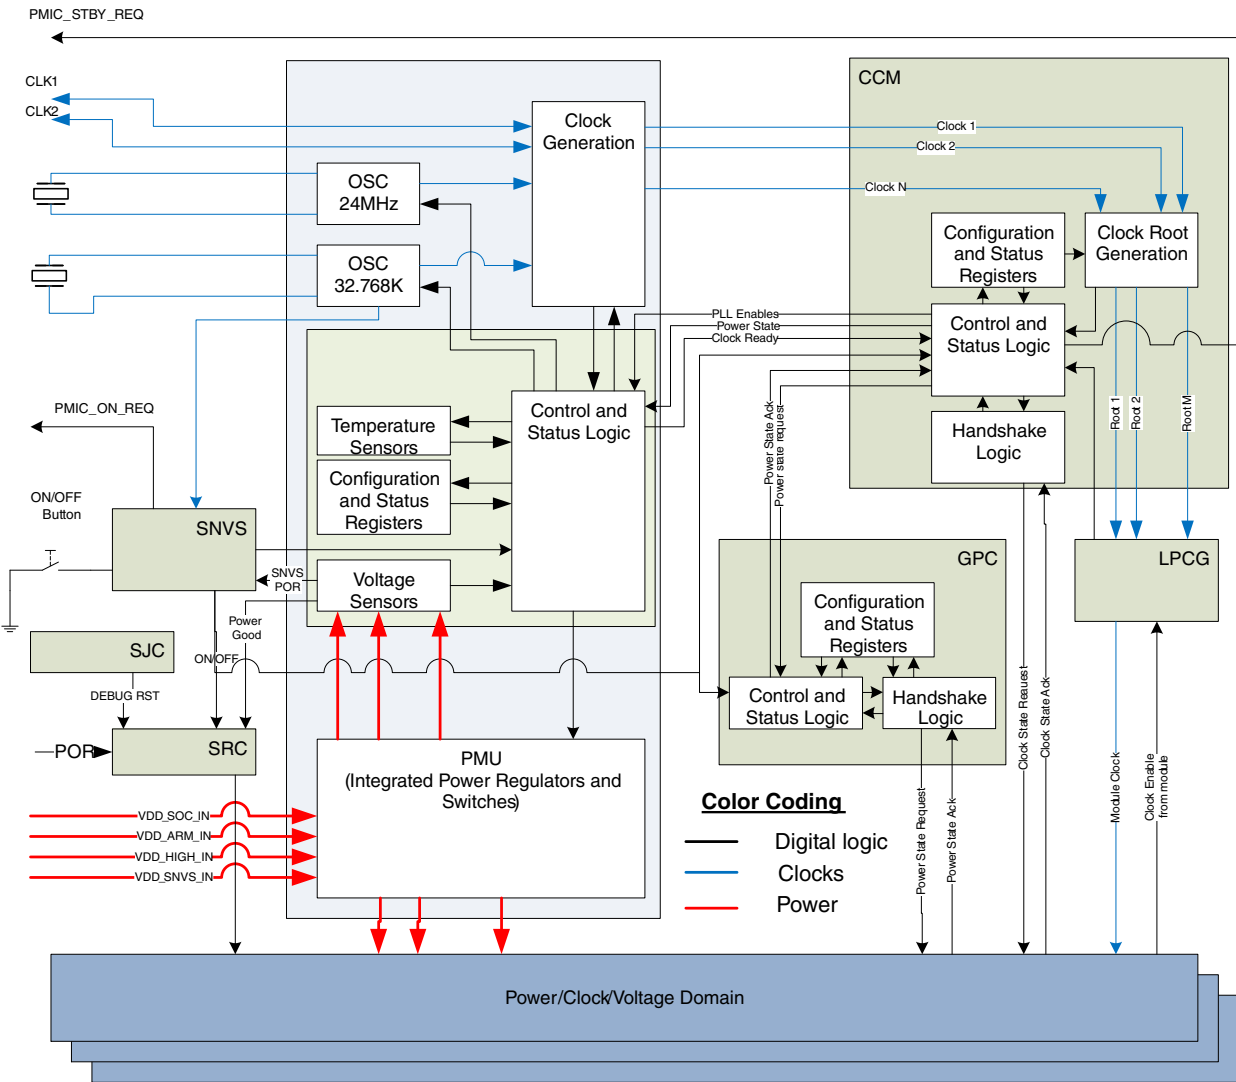 PMIC_STBY_REQ
CLK1
CLK2
CCM
Clock
Generation
Clock 1
Clock 2
Clock N
OSC
24MHz
OSC
32.768K
Configuration
and Status
Registers
Clock Root
Generation
PLL Enables
Power State
Clock Ready
Control and
Status Logic
Root 1
Root 2
Root M
Handshake
Logic
PMIC_ON_REQ
Temperature
Sensors
Control and
Status Logic
Configuration
and Status
Registers
Power State Ack
Power state request
ON/OFF
Button
SNVS
SNVS
POR
Voltage
Sensors
Power
Good
GPC
LPCG
Configuration
and Status
Registers
SJC
ON/OFF
DEBUG RST
Control and
Status Logic
Handshake
Logic
Clock State Reauest
Clock State Ack
POR
SRC
PMU
(Integrated Power Regulators and
Switches)
VDD_SOC_IN
VDD_ARM_IN
VDD_HIGH_IN
VDD_SNVS_IN
Color Coding
Digital logic
Clocks
Power
Power State Request
Power State Ack
Module Clock
Clock Enable
from module
Power/Clock/Voltage Domain